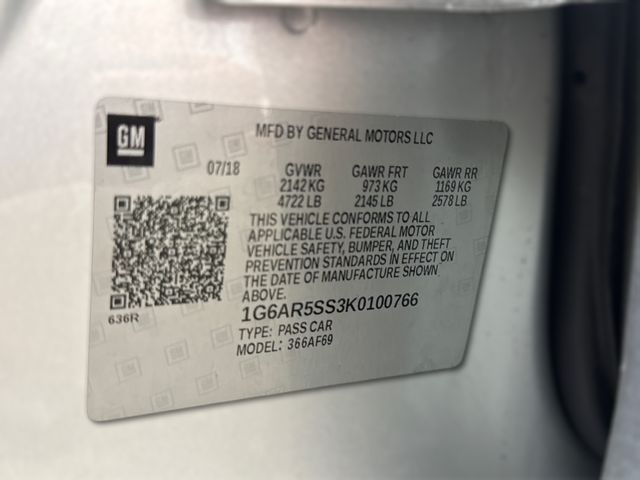 GM
MFD BY GENERAL MOTORS LLC
07/18 GVWR GAWR FRT GAWR RR
2142 KG 973 KG 1169 KG
4722 LB 2145 LB 2578 LB
THIS VEHICLE CONFORMS TO ALL
APPLICABLE U.S. FEDERAL MOTOR
VEHICLE SAFETY, BUMPER, AND THEFT
PREVENTION STANDARDS IN EFFECT ON
THE DATE OF MANUFACTURE SHOWN
ABOVE.
636R
1G6AR5SS3K0100766
TYPE: PASS CAR
MODEL: 366AF69